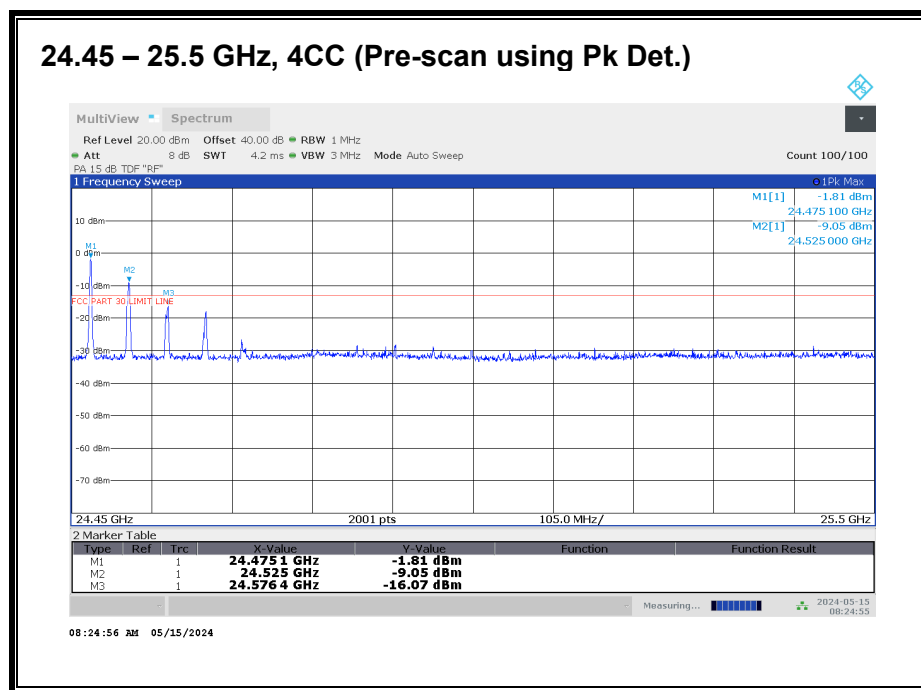 24.45 – 25.5 GHz, 4CC (Pre-scan using Pk Det.)
R&S
MultiView Spectrum
Ref Level 20.00 dBm Offset 40.00 dB RBW 1 MHz
Att 8 dB SWT 4.2 ms VBW 3 MHz Mode Auto Sweep Count 100/100
PA 15 dB TDF "RF"
1 Frequency Sweep 1Pk Max
M1[1] -1.81 dBm
24.475 100 GHz
M2[1] -9.05 dBm
24.525 000 GHz
10 dBm
M1
0 dBm
M2
-10 dBm
M3
FCC PART 30 LIMIT LINE
-20 dBm
-30 dBm
-40 dBm
-50 dBm
-60 dBm
-70 dBm
24.45 GHz 2001 pts 105.0 MHz/ 25.5 GHz
2 Marker Table
Type Ref Trc X-Value Y-Value Function Function Result
M1 1 24.475 1 GHz -1.81 dBm
M2 1 24.525 GHz -9.05 dBm
M3 1 24.576 4 GHz -16.07 dBm
Measuring... 2024-05-15
08:24:55
08:24:56 AM 05/15/2024